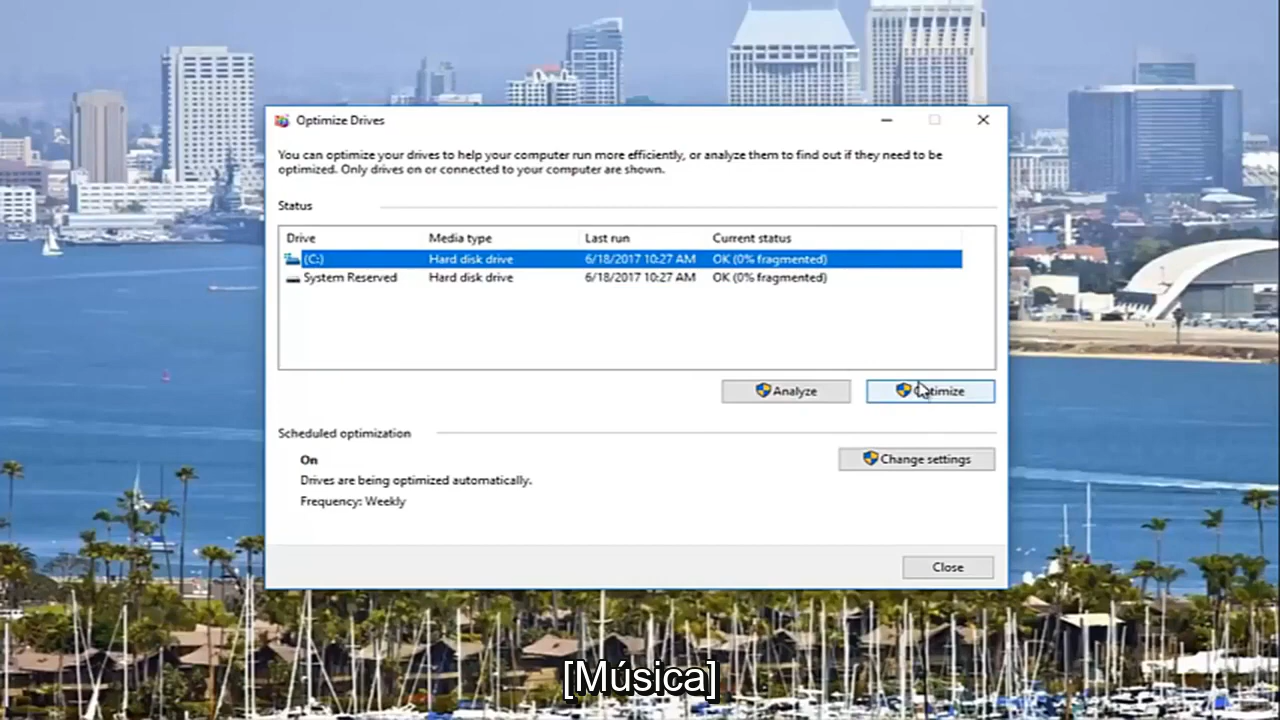 Optimize Drives
You can optimize your drives to help your computer run more efficiently, or analyze them to find out if they need to be
optimized. Only drives on or connected to your computer are shown.
Status
Drive Media type Last run Current status
(C:) Hard disk drive 6/18/2017 10:27 AM OK (0% fragmented)
System Reserved Hard disk drive 6/18/2017 10:27 AM OK (0% fragmented)
Analyze Optimize
Scheduled optimization
On Change settings
Drives are being optimized automatically.
Frequency: Weekly
Close
[Música]